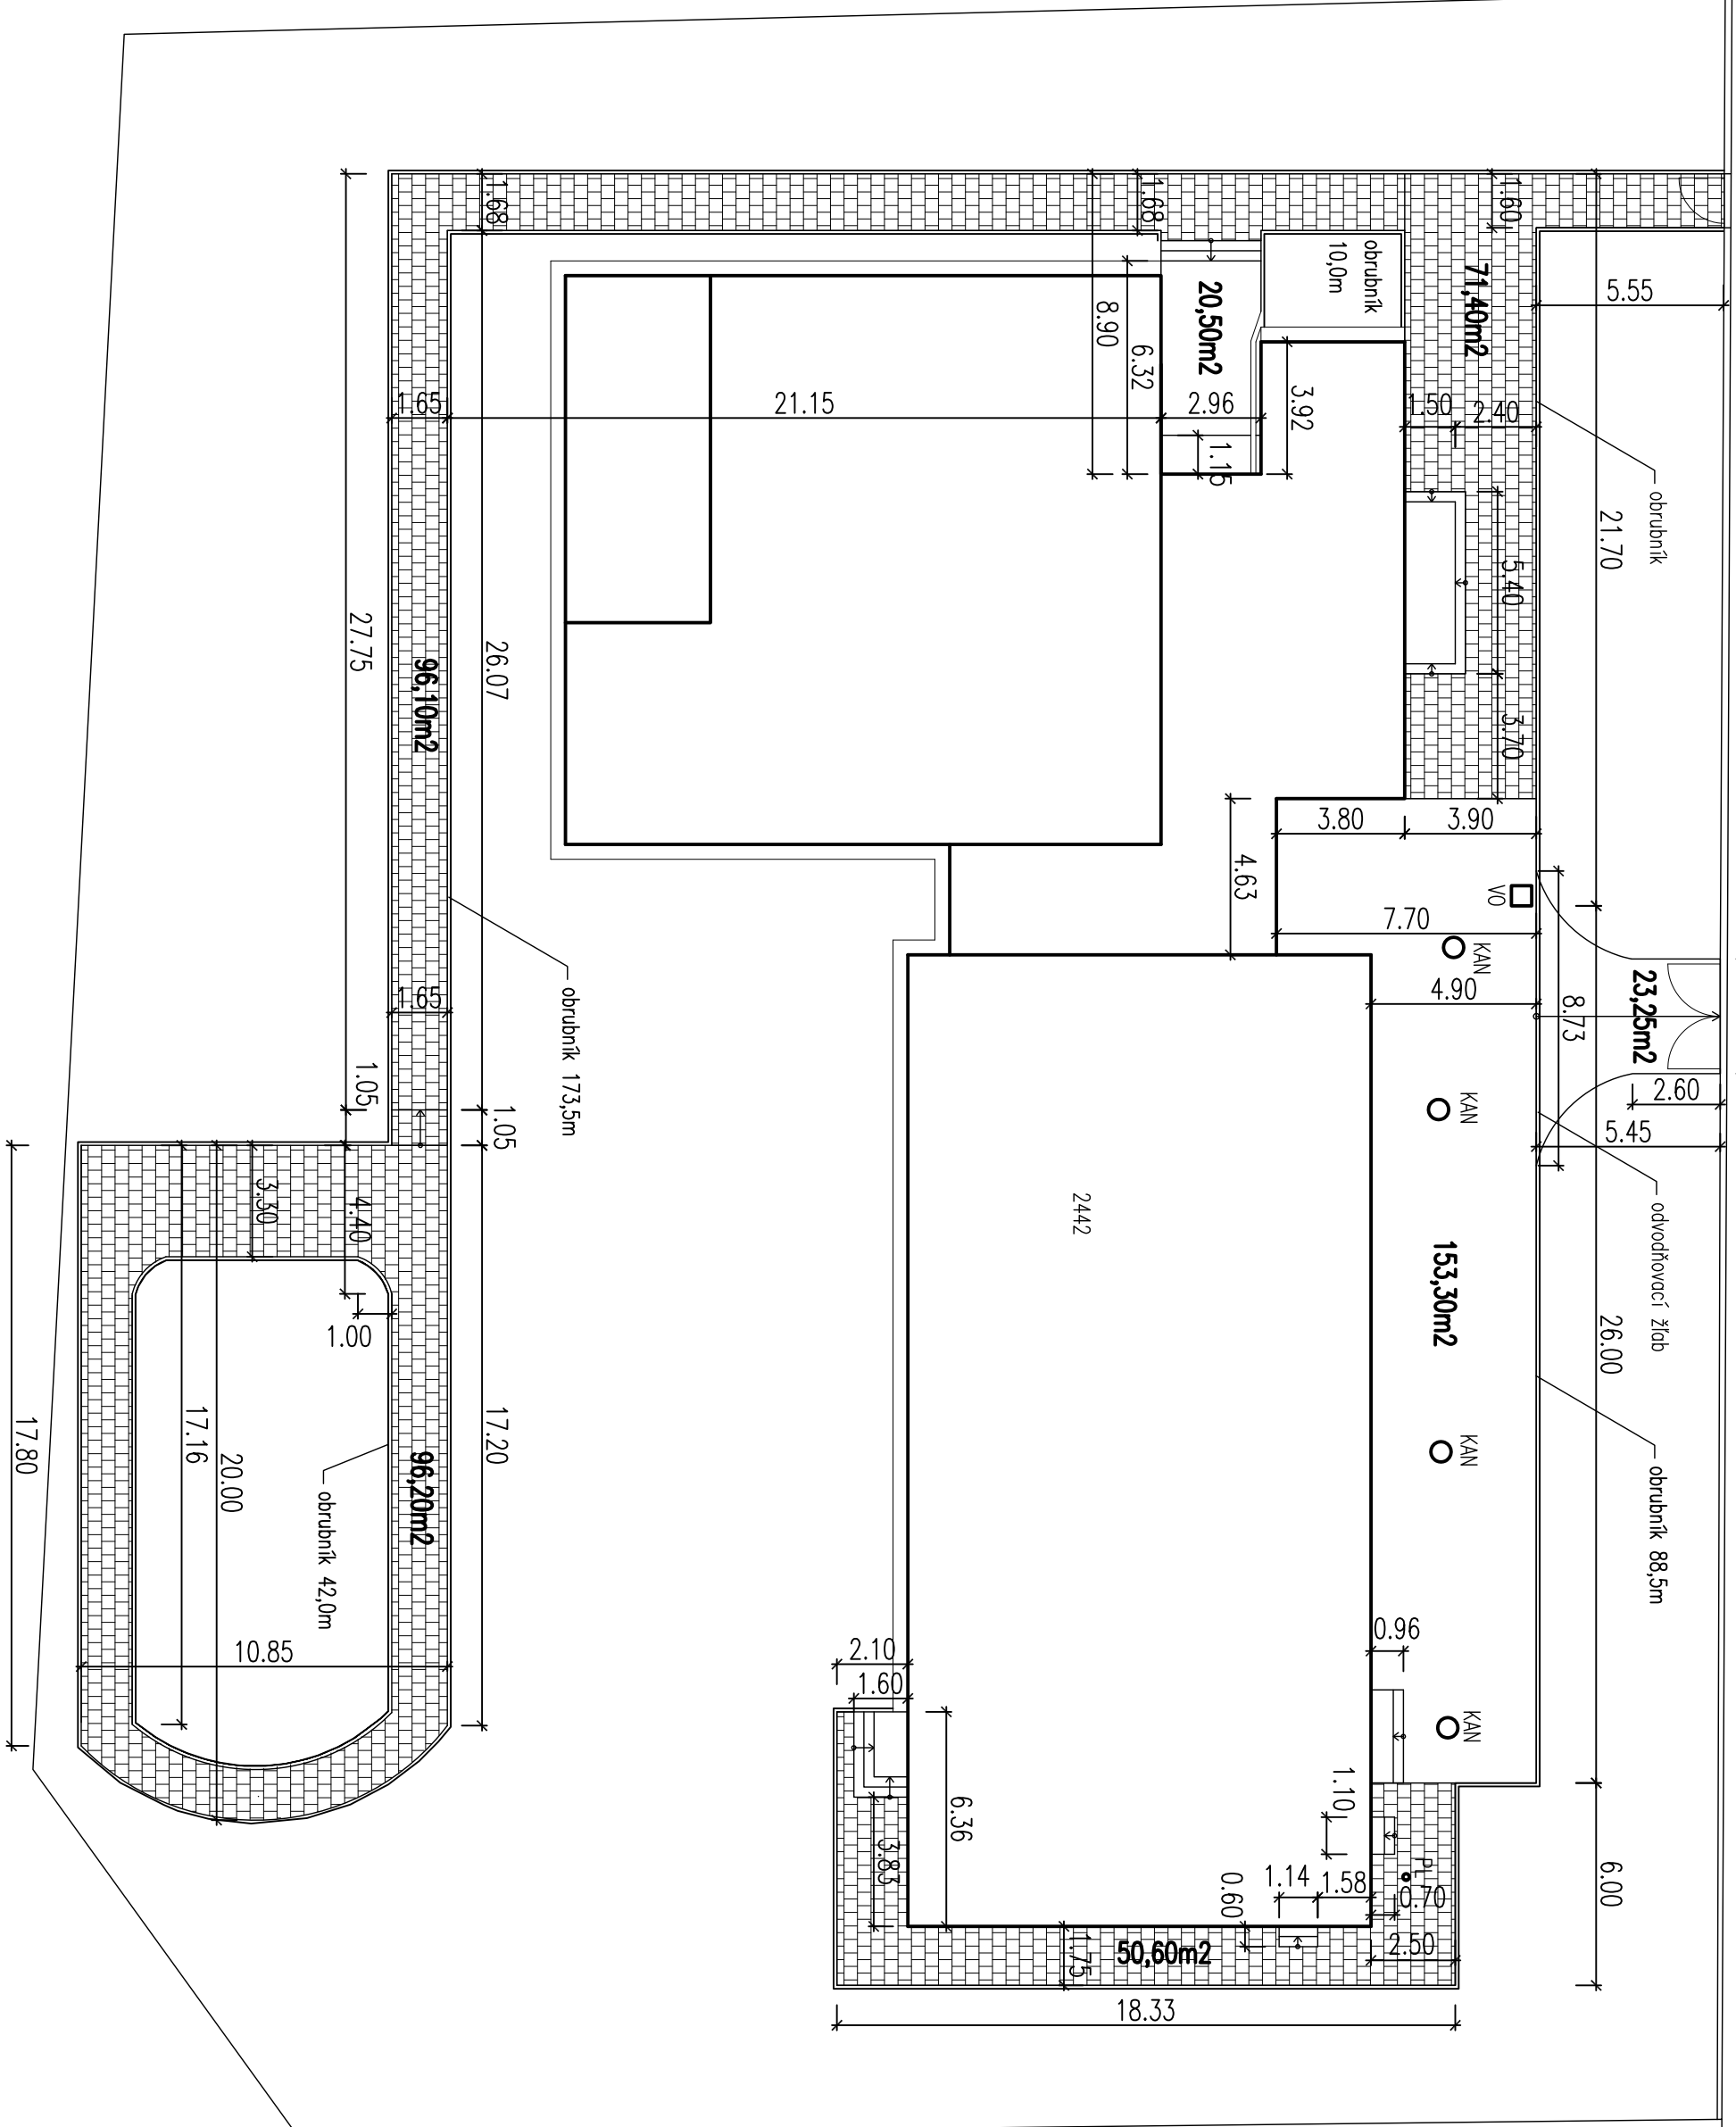 1.68
1.68
1.60
obrubník
10,0m
20,50m2
71,40m2
5.55
8.90
6.32
3.92
1.65
21.15
2.96
1.15
1.50
2.40
obrubník
21.70
5.40
3.70
27.75
96,10m2
26.07
3.80
3.90
4.63
VO
7.70
KAN
4.90
8.73
23,25m2
2.60
5.45
1.65
obrubník 173,5m
1.05
1.05
KAN
2442
odvodňovací žľab
153,30m2
26.00
3.30
4.40
1.00
17.80
17.16
20.00
obrubník 42,0m
96,20m2
17.20
KAN
obrubník 88,5m
10.85
2.10
1.60
0.96
KAN
6.36
3.83
1.10
PL
0.70
1.14
1.58
0.60
2.50
6.00
1.75
50,60m2
18.33